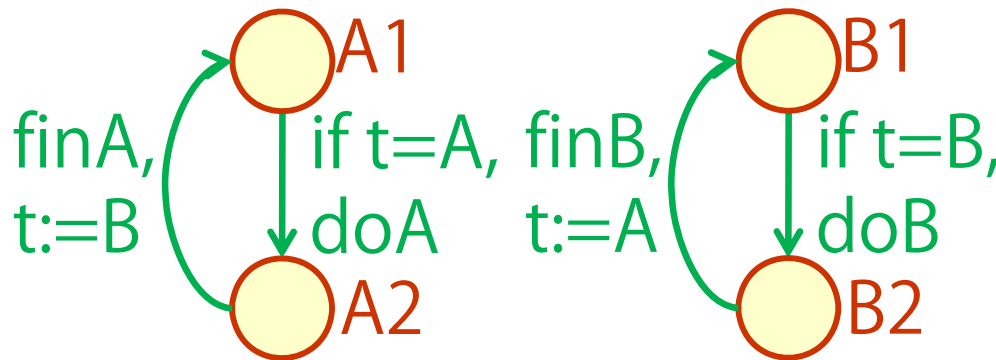 A1
finA,
t:=B
if t=A,
doA
A2
B1
finB,
t:=A
if t=B,
doB
B2